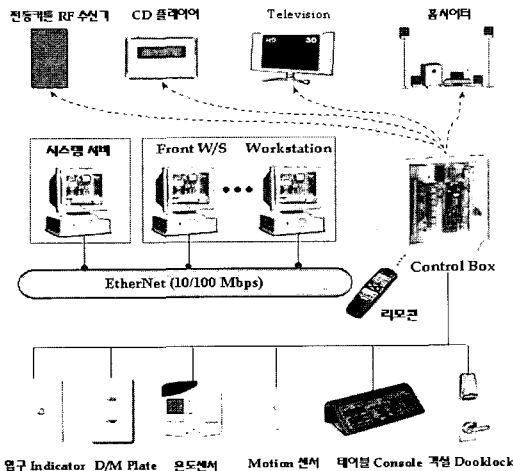 전동커튼 RF 수신기
CD 플레이어
Television
홈시어터
시스템 서버
Front W/S
Workstation
EtherNet (10/100 Mbps)
Control Box
리모콘
입구 Indicator
D/M Plate
온도센서
Motion 센서
테이블 Console
객실 Dooklock